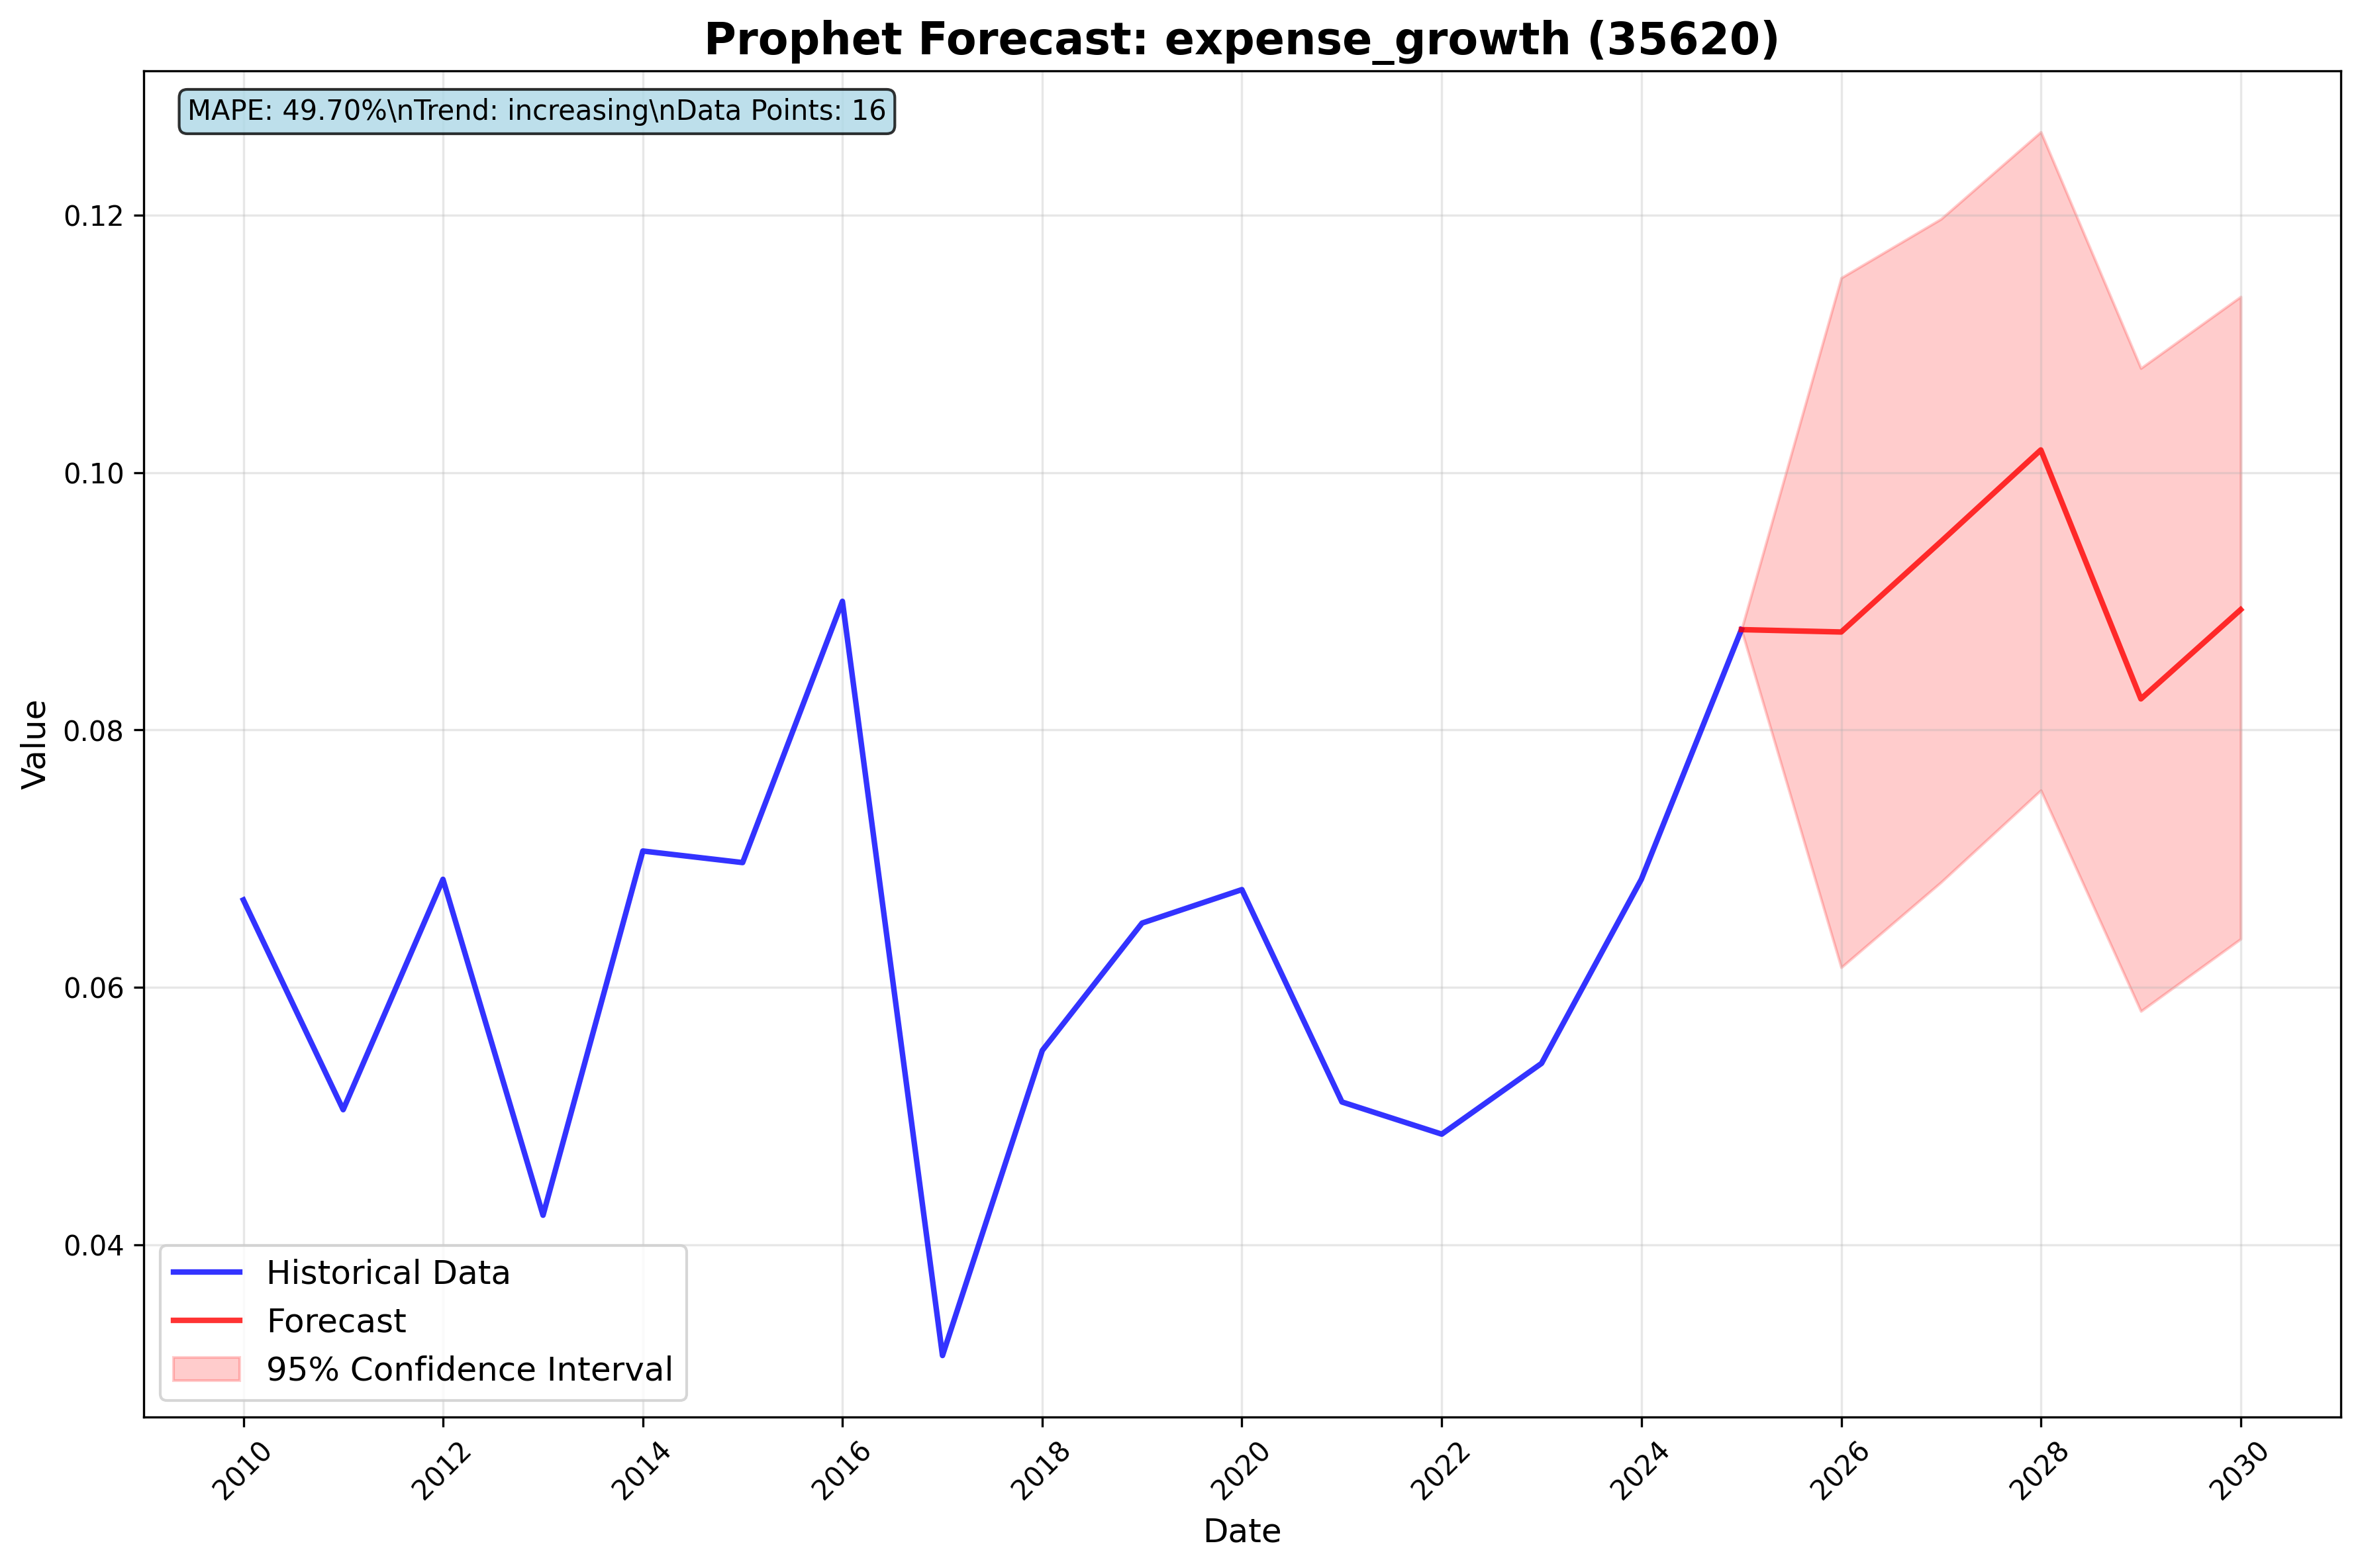 Prophet Forecast: expense_growth (35620)
MAPE: 49.70%\nTrend: increasing\nData Points: 16
Value
0.12
0.10
0.08
0.06
0.04
Historical Data
Forecast
95% Confidence Interval
2010
2012
2014
2016
2018
2020
2022
2024
2026
2028
2030
Date